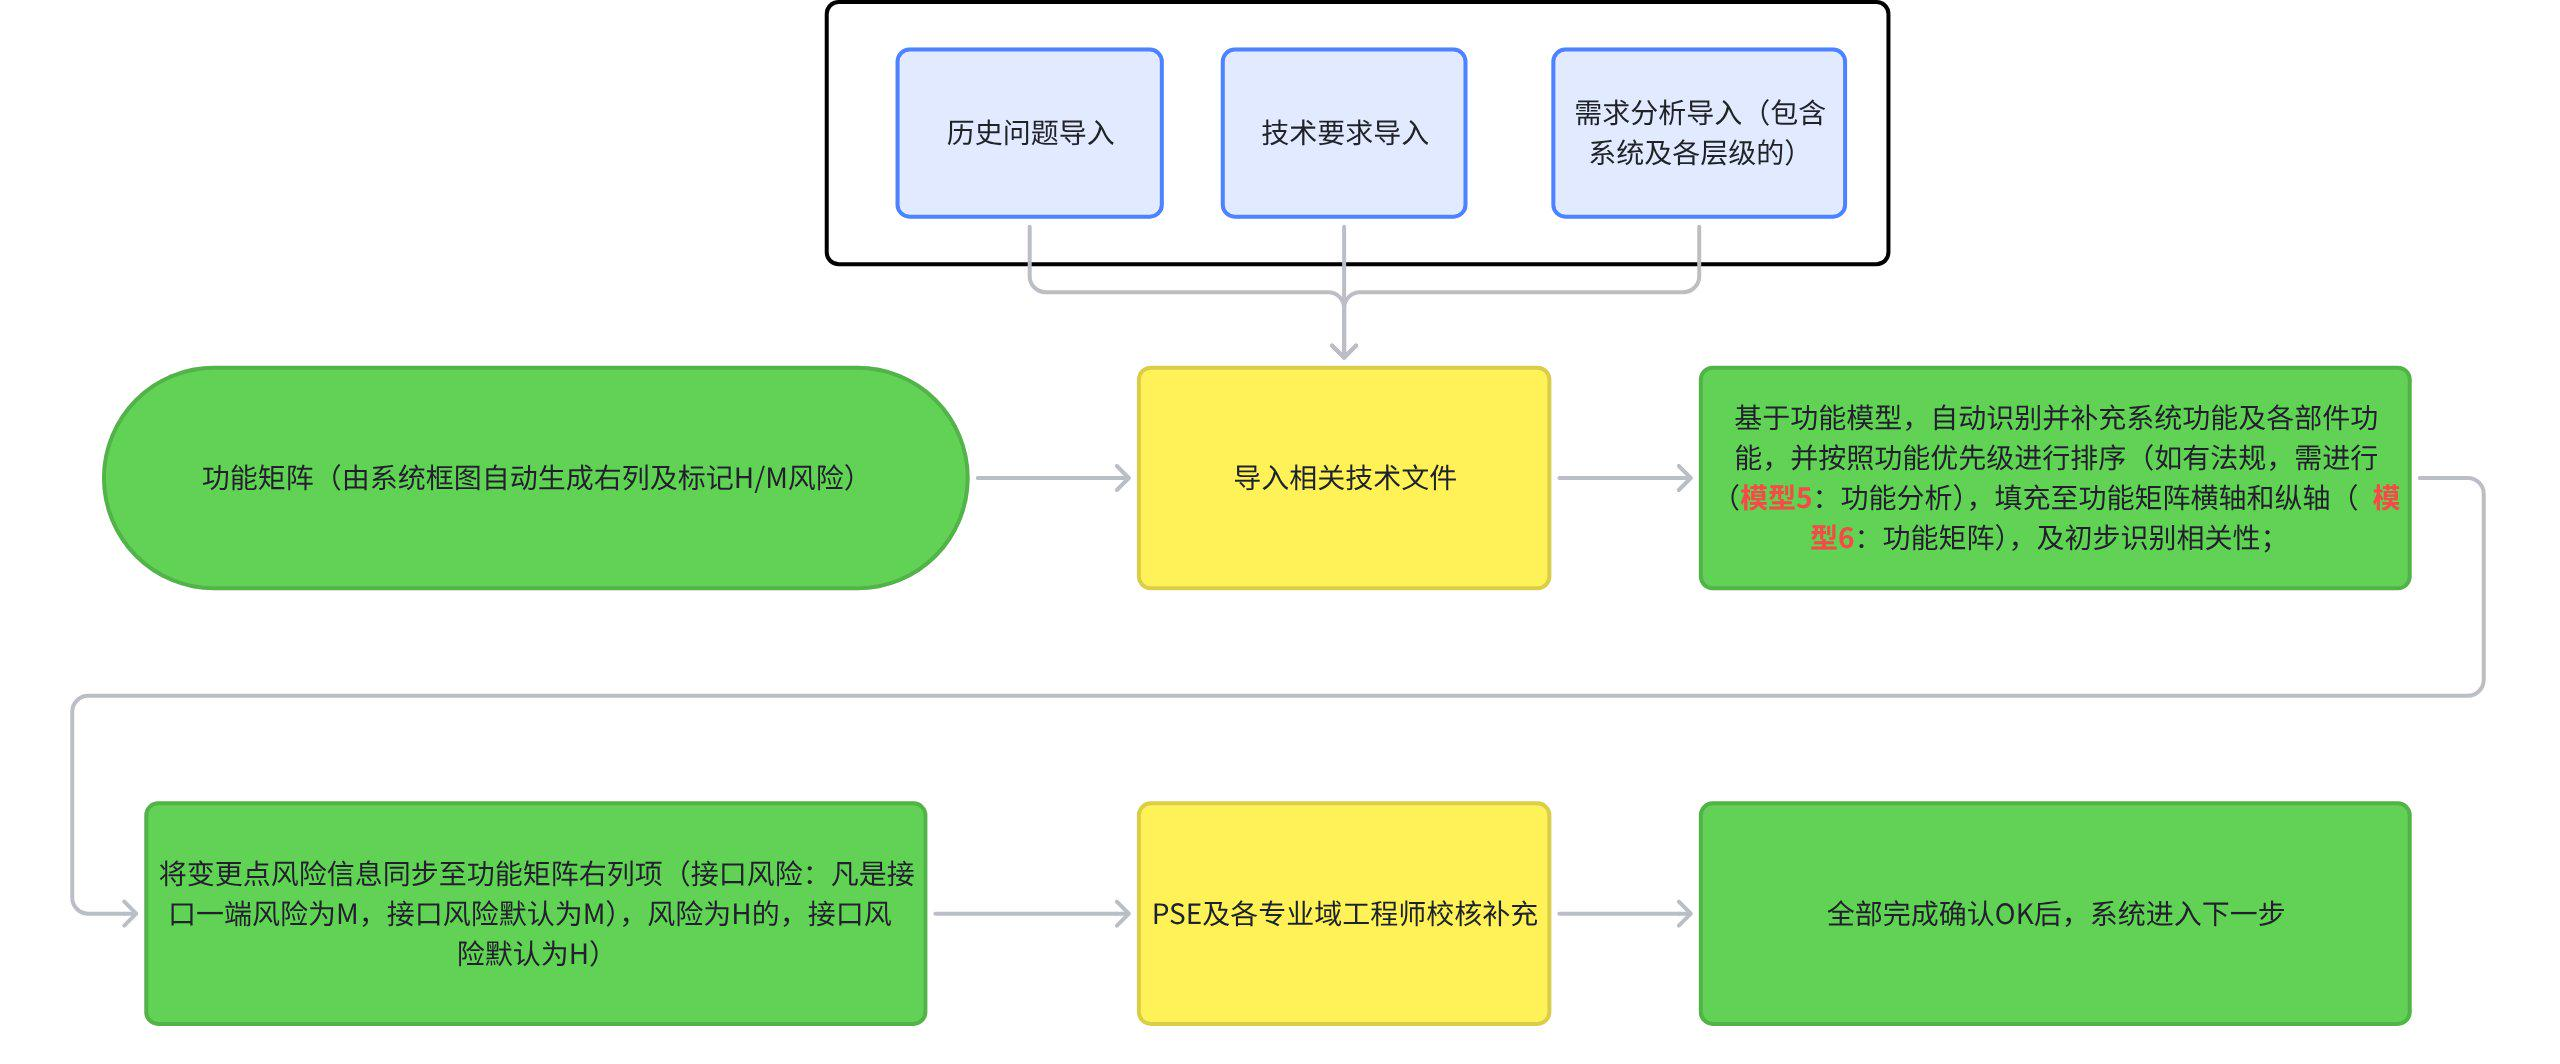 历史问题导入
技术要求导入
需求分析导入（包含
系统及各层级的）
功能矩阵（由系统框图自动生成右列及标记H/M风险）
导入相关技术文件
基于功能模型，自动识别并补充系统功能及各部件功
能，并按照功能优先级进行排序（如有法规，需进行
（模型5：功能分析），填充至功能矩阵横轴和纵轴（ 模
型6：功能矩阵），及初步识别相关性；
将变更点风险信息同步至功能矩阵右列项（接口风险：凡是接
口一端风险为M，接口风险默认为M），风险为H的，接口风
险默认为H）
PSE及各专业域工程师校核补充
全部完成确认OK后，系统进入下一步